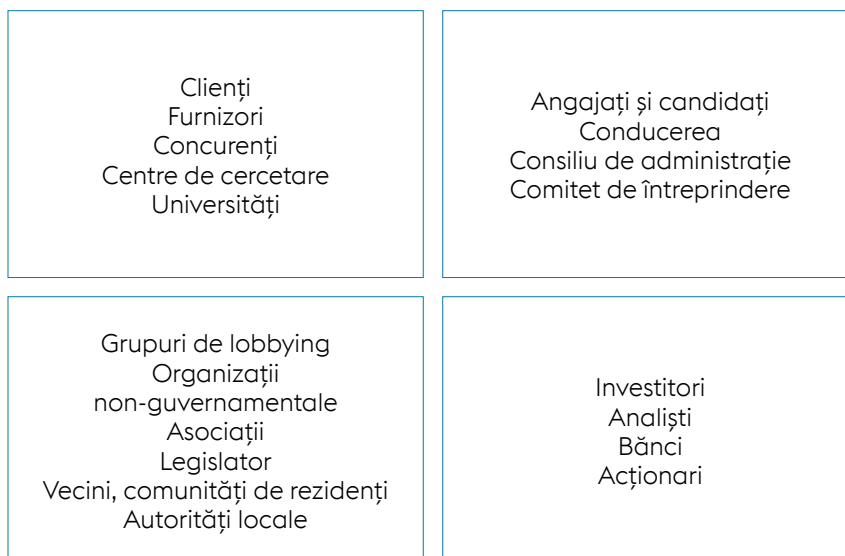 Clienți
Furnizori
Concurenți
Centre de cercetare
Universități
Angajați și candidați
Conducerea
Consiliu de administrație
Comitet de întreprindere
Grupuri de lobbying
Organizații
non-guvernamentale
Asociații
Legislator
Vecini, comunități de rezidenți
Autorități locale
Investitori
Analiști
Bănci
Acționari